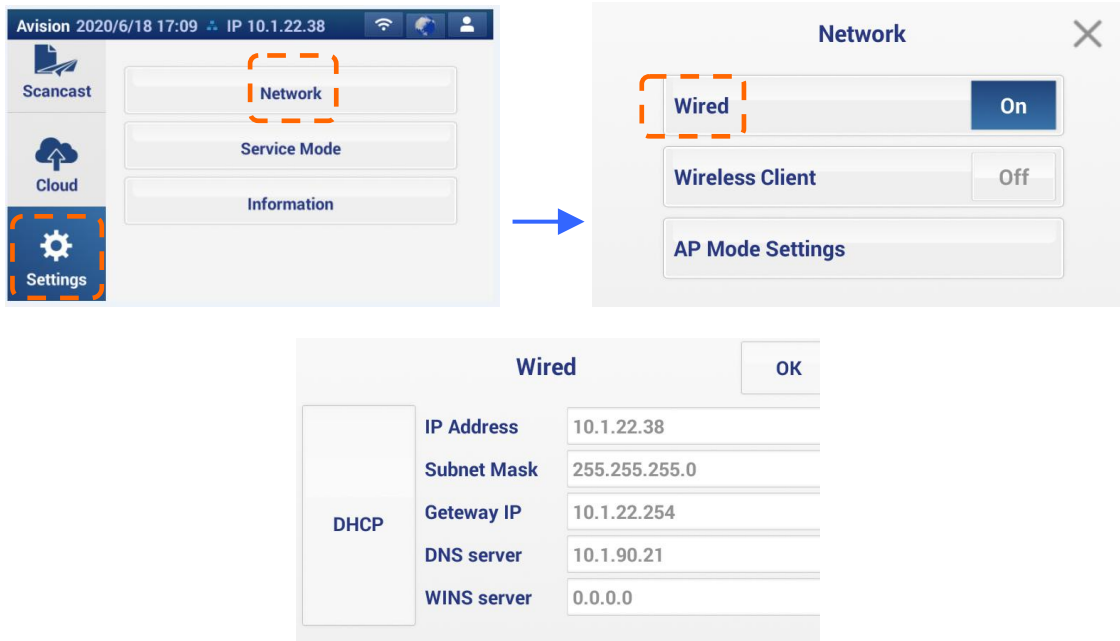 Avision 2020/6/18 17:09 IP 10.1.22.38
Scancast
Network
Service Mode
Cloud
Information
Settings
Network
Wired On
Wireless Client Off
AP Mode Settings
Wired OK
DHCP
IP Address 10.1.22.38
Subnet Mask 255.255.255.0
Geteway IP 10.1.22.254
DNS server 10.1.90.21
WINS server 0.0.0.0